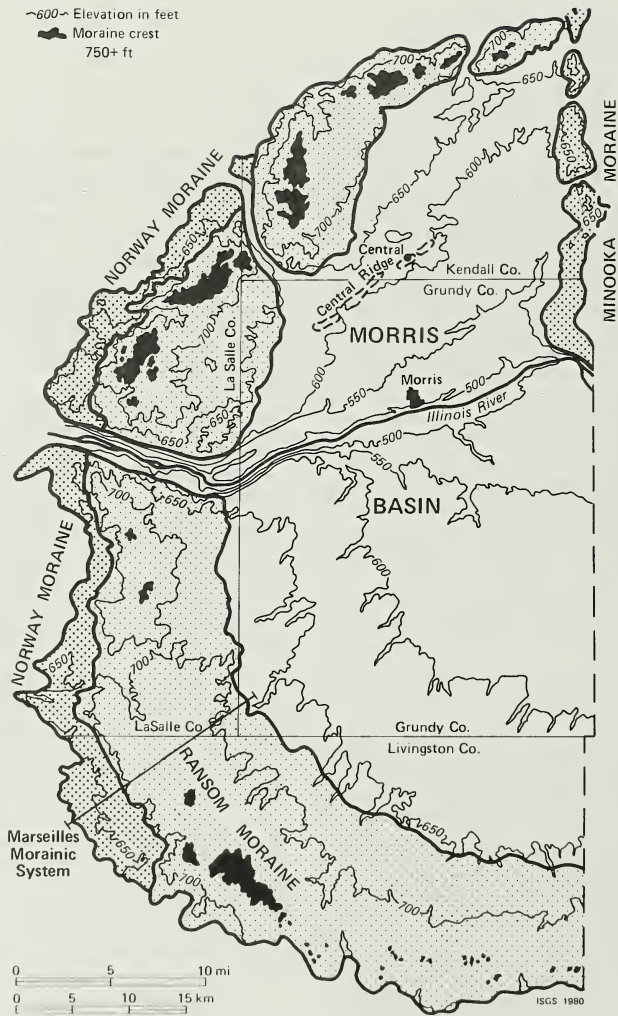 ~600~ Elevation in feet
Moraine crest
750+ ft
700
650
MORAINE
650
600
650
NORWAY MORAINE
650
700
650
MINOOKA
Central
Central Ridge
Kendall Co.
Grundy Co.
700
La Salle Co.
MORRIS
600
550
Morris
500
Illinois River
650
650
500
550
700
650
BASIN
NORWAY MORAINE
600
650
700
LaSalle Co.
Grundy Co.
Livingston Co.
RANSOM MORAINE
650
650
Marseilles
Morainic
System
700
700
0 5 10 mi
0 5 10 15 km
ISGS 1980